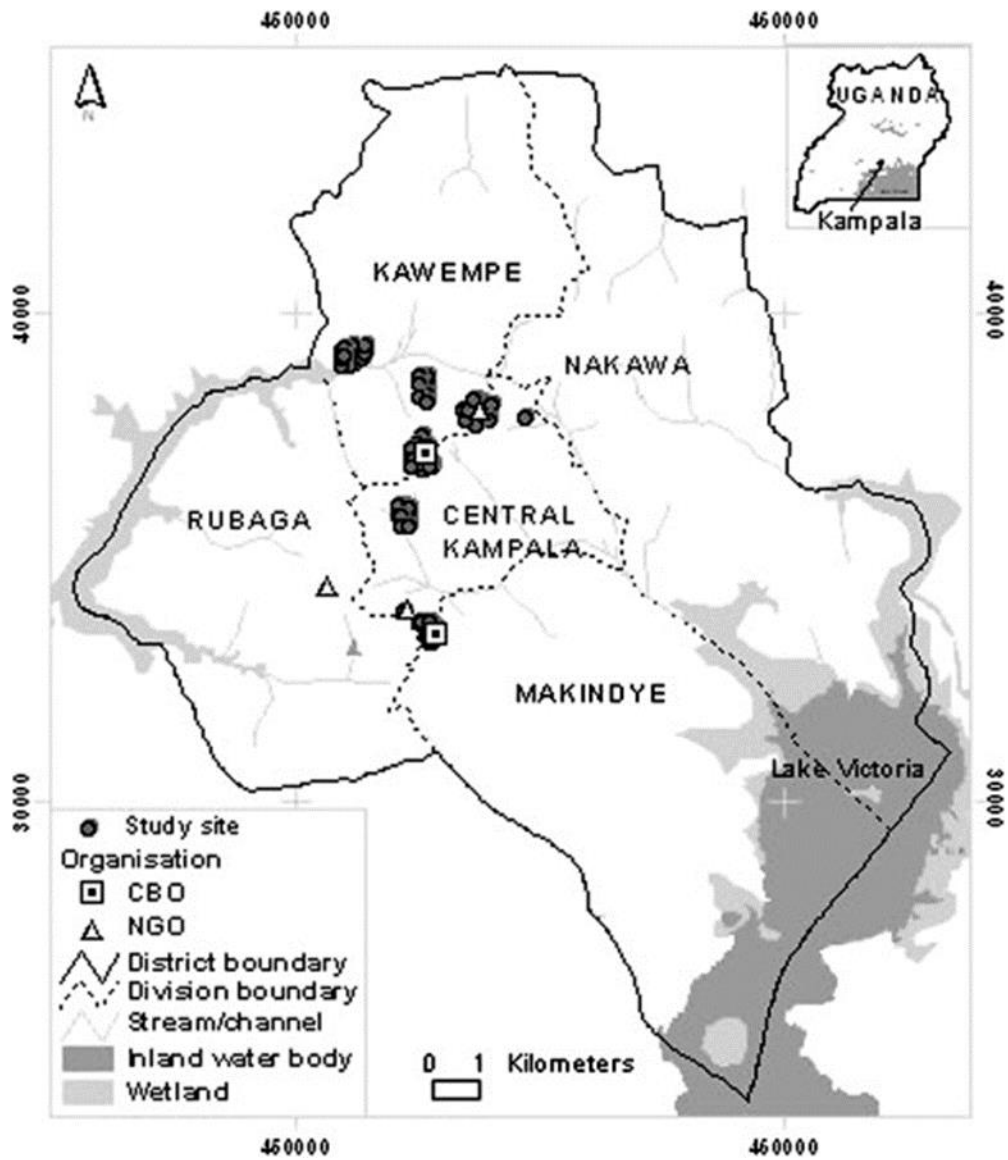 460000 460000
N
UGANDA
Kampala
KAWEMPE
40000
40000
NAKAWA
RUBAGA
CENTRAL
KAMPALA
MAKINDYE
Lake Victoria
30000
30000
Study site
Organisation
CBO
NGO
District boundary
Division boundary
Stream/channel
Inland water body
Wetland
0 1 Kilometers
460000 460000